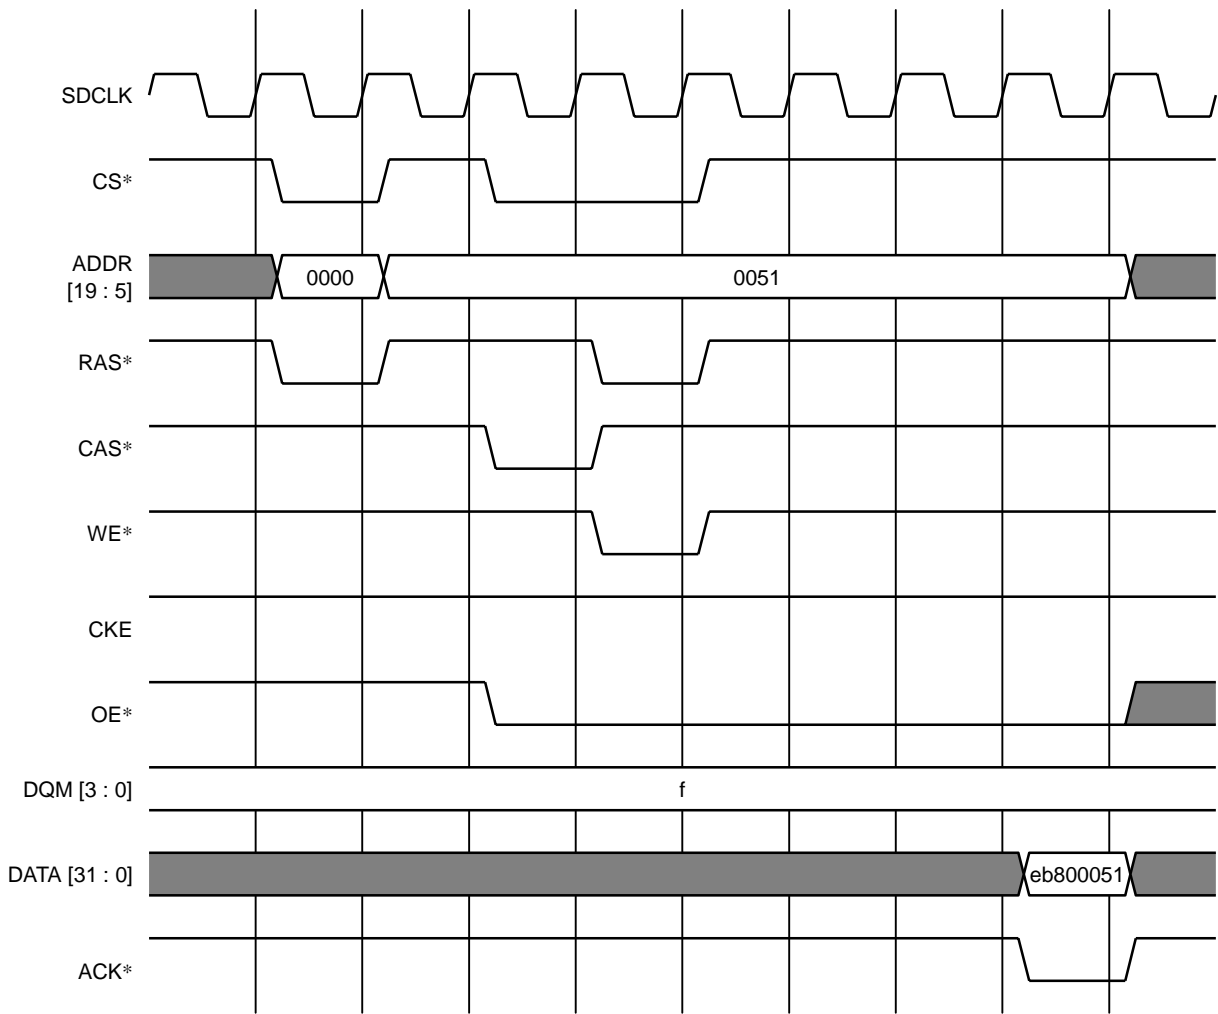 SDCLK
CS*
ADDR
[19 : 5]
0000
0051
RAS*
CAS*
WE*
CKE
OE*
DQM [3 : 0]
f
DATA [31 : 0]
eb800051
ACK*